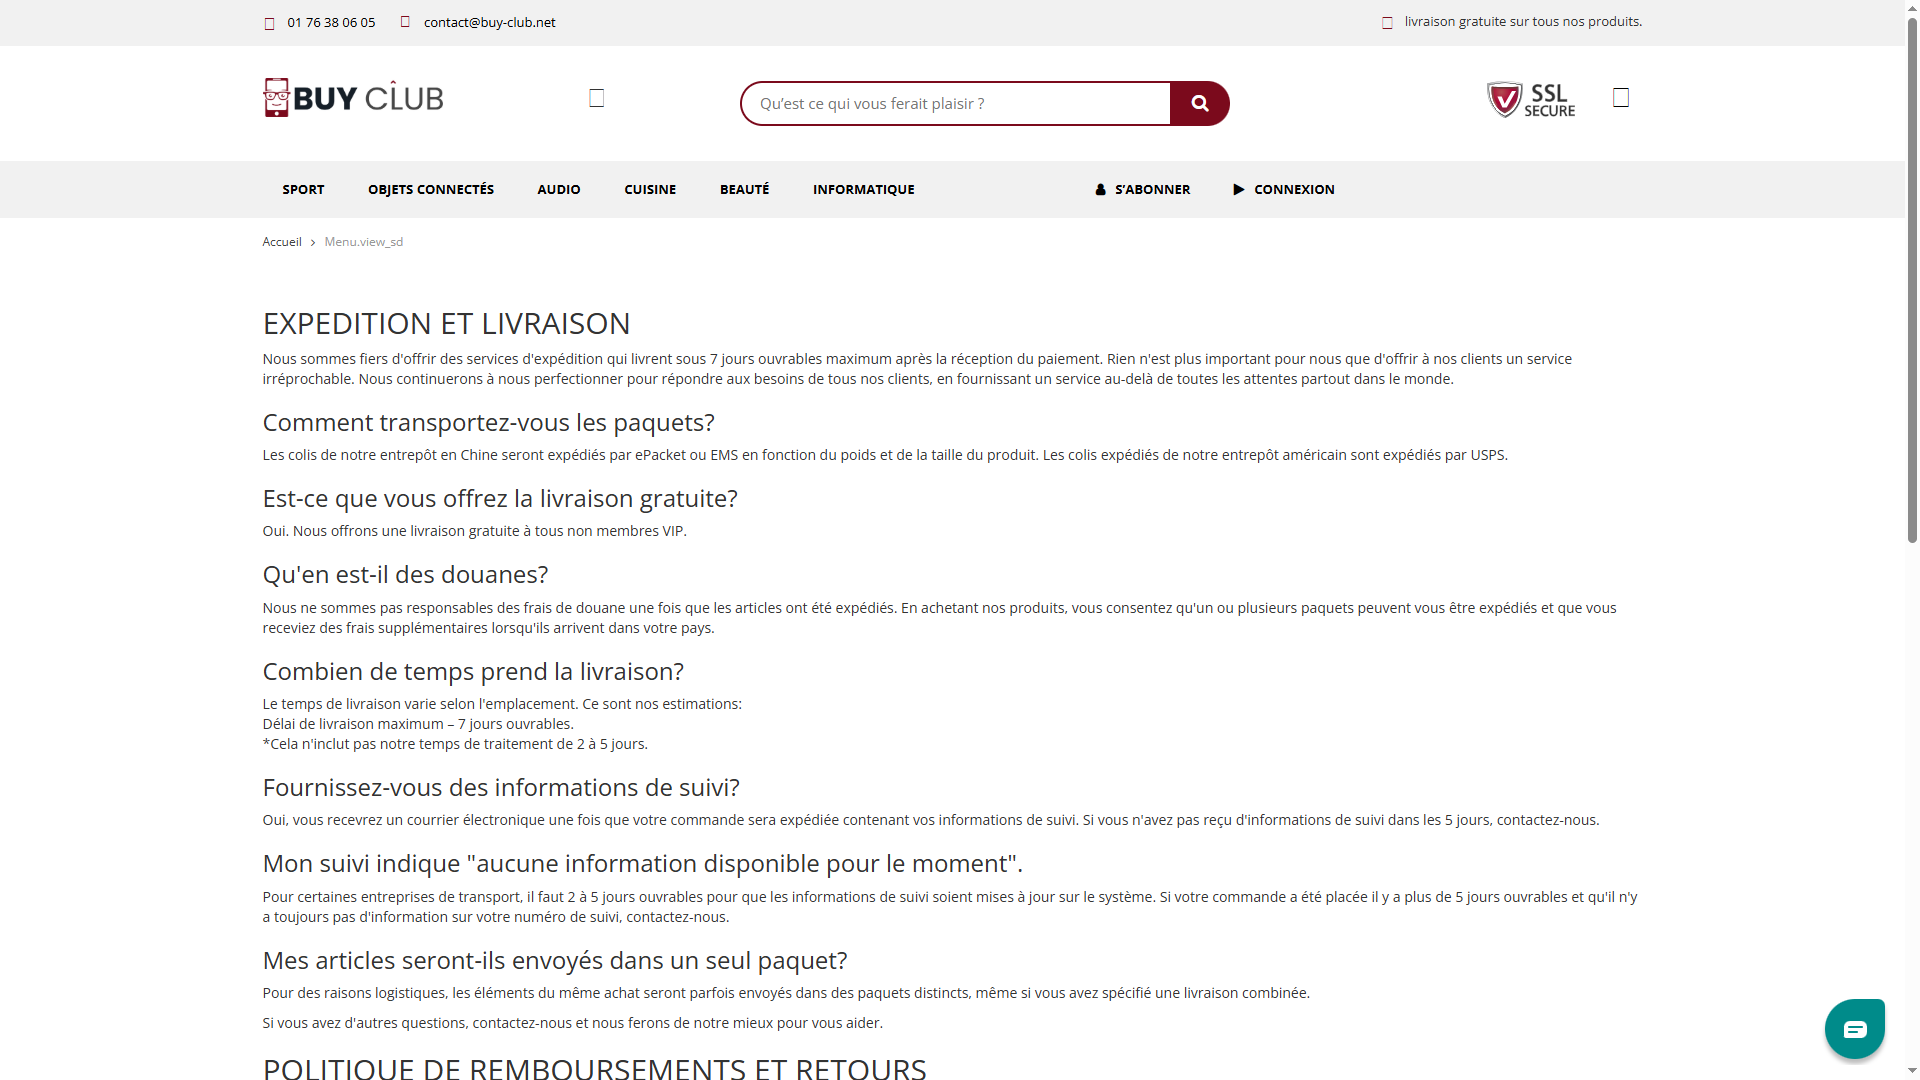 01 76 38 06 05 contact@buy-club.net livraison gratuite sur tous nos produits.
BUY CLUB Qu’est ce qui vous ferait plaisir ? SSL
SECURE
SPORT OBJETS CONNECTÉS AUDIO CUISINE BEAUTÉ INFORMATIQUE S’ABONNER CONNEXION
Accueil > Menu.view_sd
EXPEDITION ET LIVRAISON
Nous sommes fiers d'offrir des services d'expédition qui livrent sous 7 jours ouvrables maximum après la réception du paiement. Rien n'est plus important pour nous que d'offrir à nos clients un service
irréprochable. Nous continuerons à nous perfectionner pour répondre aux besoins de tous nos clients, en fournissant un service au-delà de toutes les attentes partout dans le monde.
Comment transportez-vous les paquets?
Les colis de notre entrepôt en Chine seront expédiés par ePacket ou EMS en fonction du poids et de la taille du produit. Les colis expédiés de notre entrepôt américain sont expédiés par USPS.
Est-ce que vous offrez la livraison gratuite?
Oui. Nous offrons une livraison gratuite à tous non membres VIP.
Qu'en est-il des douanes?
Nous ne sommes pas responsables des frais de douane une fois que les articles ont été expédiés. En achetant nos produits, vous consentez qu'un ou plusieurs paquets peuvent vous être expédiés et que vous
receviez des frais supplémentaires lorsqu'ils arrivent dans votre pays.
Combien de temps prend la livraison?
Le temps de livraison varie selon l'emplacement. Ce sont nos estimations:
Délai de livraison maximum – 7 jours ouvrables.
*Cela n'inclut pas notre temps de traitement de 2 à 5 jours.
Fournissez-vous des informations de suivi?
Oui, vous recevrez un courrier électronique une fois que votre commande sera expédiée contenant vos informations de suivi. Si vous n'avez pas reçu d'informations de suivi dans les 5 jours, contactez-nous.
Mon suivi indique "aucune information disponible pour le moment".
Pour certaines entreprises de transport, il faut 2 à 5 jours ouvrables pour que les informations de suivi soient mises à jour sur le système. Si votre commande a été placée il y a plus de 5 jours ouvrables et qu'il n'y
a toujours pas d'information sur votre numéro de suivi, contactez-nous.
Mes articles seront-ils envoyés dans un seul paquet?
Pour des raisons logistiques, les éléments du même achat seront parfois envoyés dans des paquets distincts, même si vous avez spécifié une livraison combinée.
Si vous avez d'autres questions, contactez-nous et nous ferons de notre mieux pour vous aider.
POLITIQUE DE REMBOURSEMENTS ET RETOURS